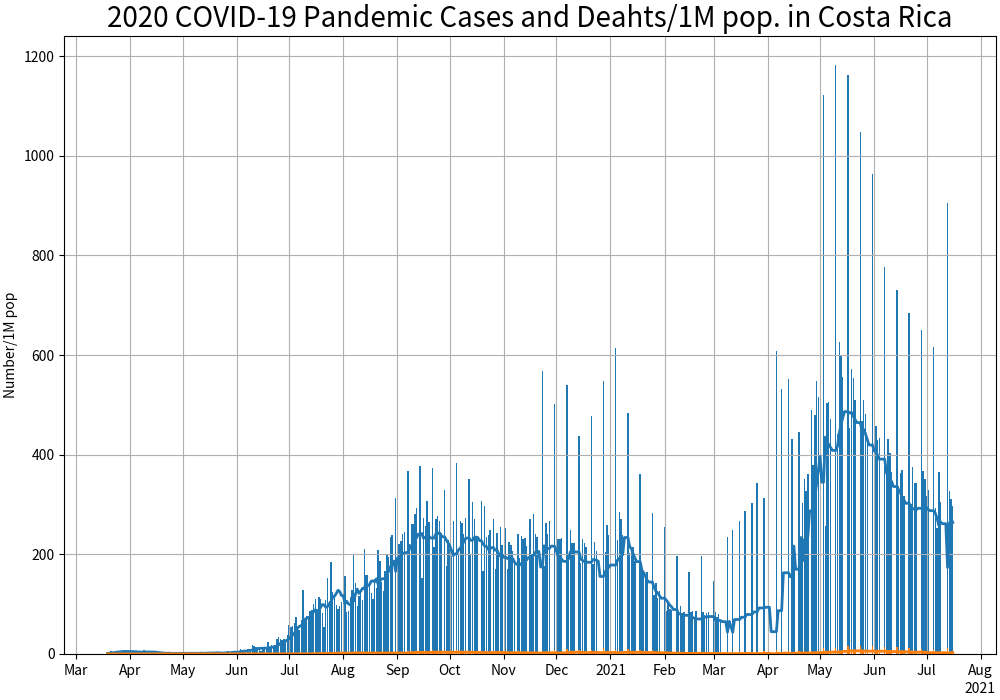 2020 COVID-19 Pandemic Cases and Deahts/1M pop. in Costa Rica
Number/1M pop
1200
1000
800
600
400
200
0
Mar Apr May Jun Jul Aug Sep Oct Nov Dec 2021 Feb Mar Apr May Jun Jul Aug
2021